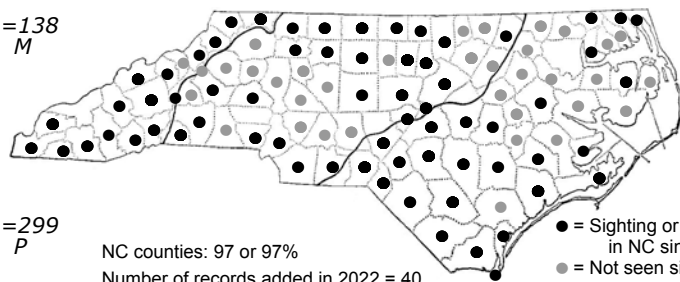 =138
M
=299
P
NC counties: 97 or 97%
Number of records added in 2022 = 40
● = Sighting or
in NC sin
● = Not seen si